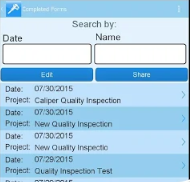 Completed Forms
Search by:
Date Name
Edit Share
Date: 07/30/2015
Project: Caliper Quality Inspection
Date: 07/30/2015
Project: New Quality Inspection
Date: 07/30/2015
Project: New Quality Inspectio
Date: 07/29/2015
Project: Quality Inspection Test